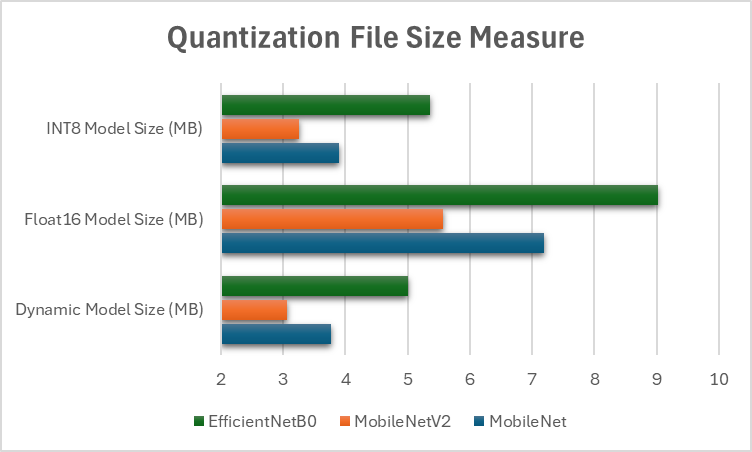 Quantization File Size Measure
INT8 Model Size (MB)
Float16 Model Size (MB)
Dynamic Model Size (MB)
2 3 4 5 6 7 8 9 10
EfficientNetB0 MobileNetV2 MobileNet